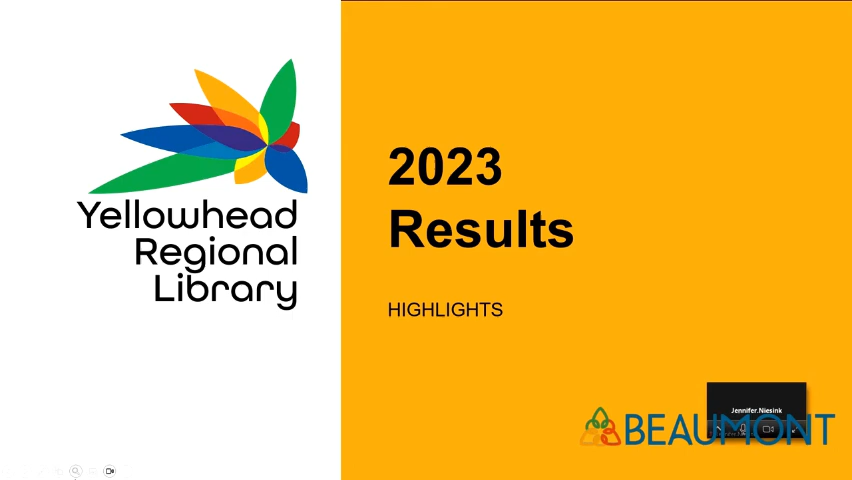 Yellowhead
Regional
Library
2023
Results
HIGHLIGHTS
Jennifer.Niesink
BEAUMONT